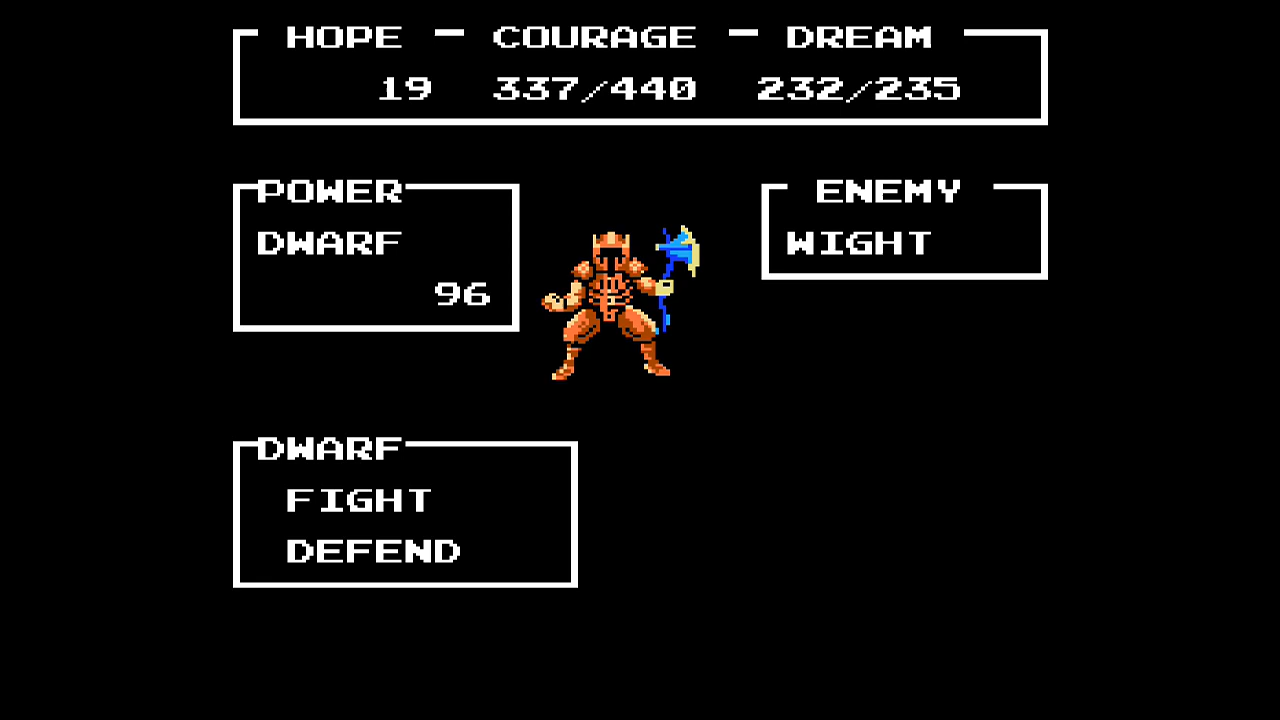 HOPE - COURAGE - DREAM
19 337/440 232/235
POWER
DWARF
96
ENEMY
WIGHT
DWARF
FIGHT
DEFEND